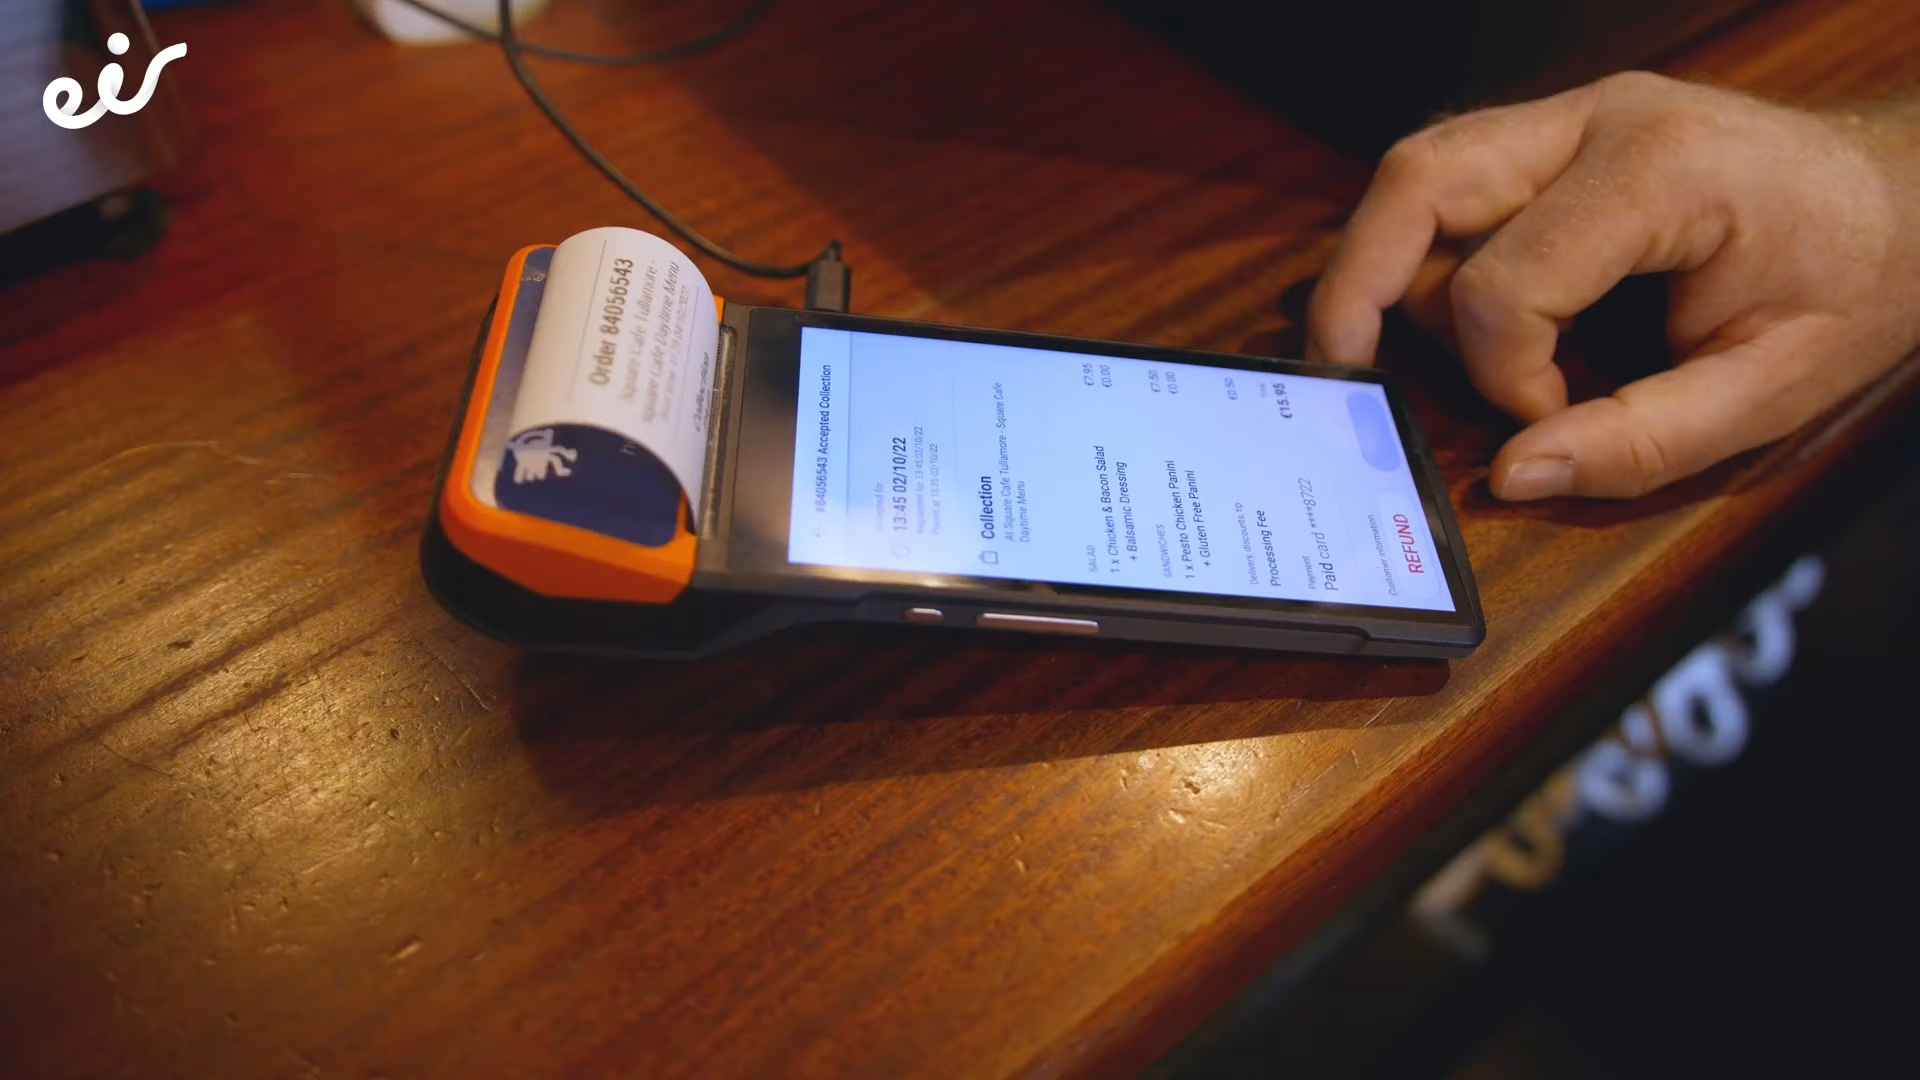 eir
Order 84056543
Square Cafe Tullamore -
Square Cafe Daytime Menu
Collection
#84056543 Accepted Collection
accepted for
13:45 02/10/22
requested for 13:45 02/10/22
Placed at 13:35 02/10/22
Collection
At Square Cafe Tullamore - Square Cafe
Daytime Menu
SALAD
1 x Chicken & Bacon Salad €7.95
+ Balsamic Dressing €0.00
SANDWICHES
1 x Pesto Chicken Panini €7.50
+ Gluten Free Panini €0.00
Delivery, discounts, tip
Processing Fee €0.50
Payment Total
Paid card ****8722 €15.95
Customer Information
REFUND